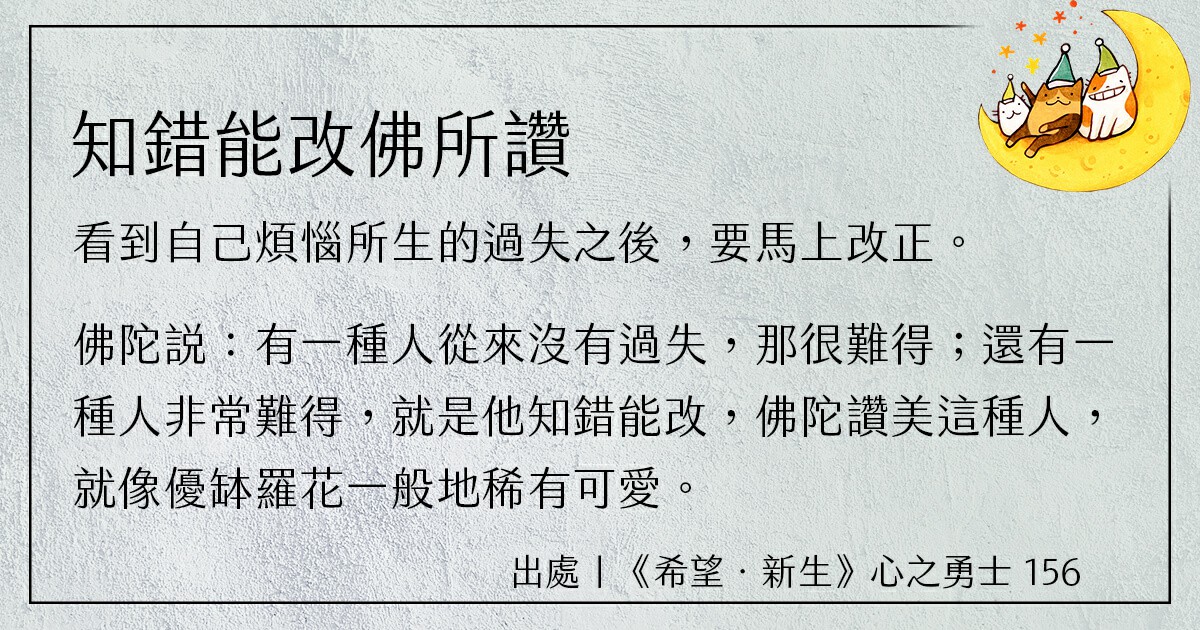 知錯能改佛所讚
看到自己煩惱所生的過失之後，要馬上改正。
佛陀説：有一種人從來沒有過失，那很難得；還有一
種人非常難得，就是他知錯能改，佛陀讚美這種人，
就像優缽羅花一般地稀有可愛。
出處｜《希望．新生》心之勇士 156